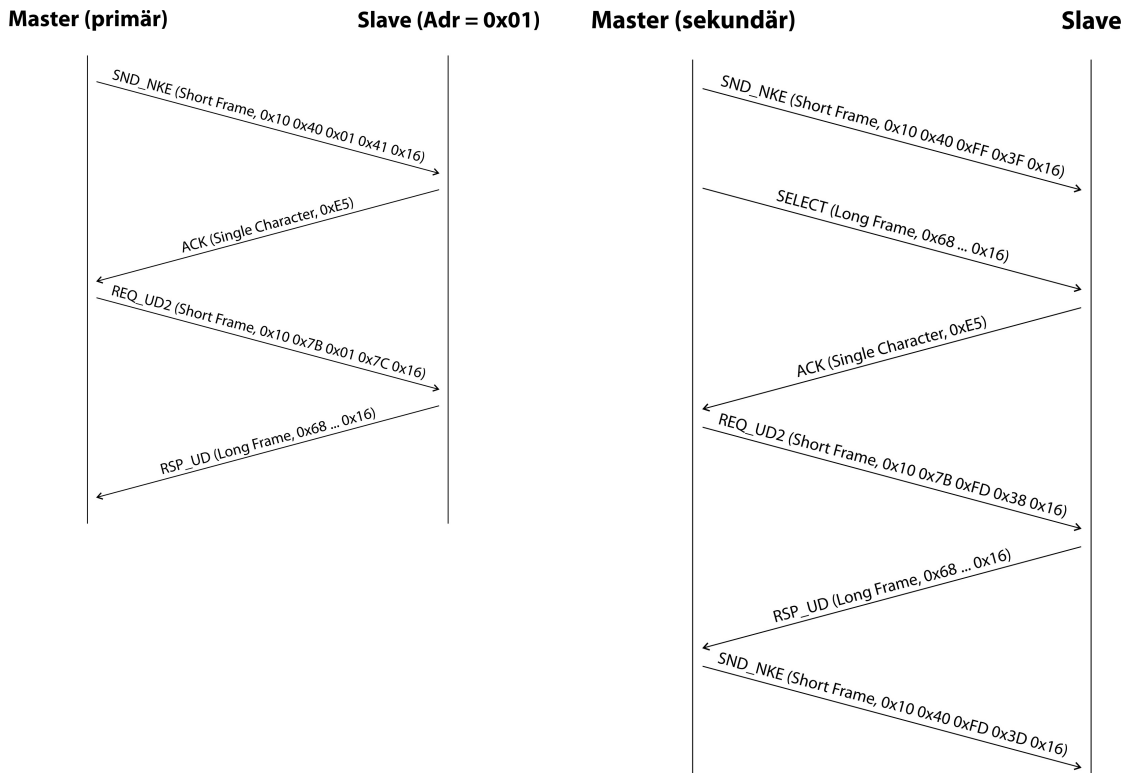 Master (primär)
Slave (Adr = 0x01)
SND_NKE (Short Frame, 0x10 0x40 0x01 0x41 0x16)
ACK (Single Character, 0xE5)
REQ_UD2 (Short Frame, 0x10 0x7B 0x01 0x7C 0x16)
RSP_UD (Long Frame, 0x68 ... 0x16)
Master (sekundär)
Slave
SND_NKE (Short Frame, 0x10 0x40 0xFF 0x3F 0x16)
SELECT (Long Frame, 0x68 ... 0x16)
ACK (Single Character, 0xE5)
REQ_UD2 (Short Frame, 0x10 0x7B 0xFD 0x38 0x16)
RSP_UD (Long Frame, 0x68 ... 0x16)
SND_NKE (Short Frame, 0x10 0x40 0xFD 0x3D 0x16)